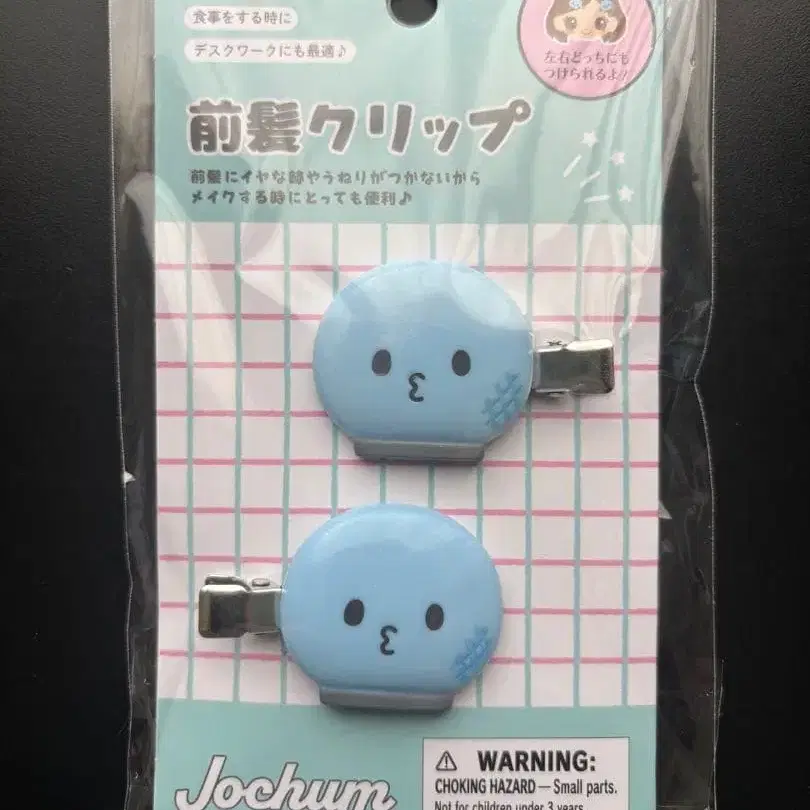 食事をする時に
デスクワークにも最適♪
左右どっちにも
つけられるよ!
前髪クリップ
前髪にイヤな跡やうねりがつかないから
メイクする時にとっても便利♪
Jochum
⚠ WARNING:
CHOKING HAZARD — Small parts.
Not for children under 3 years